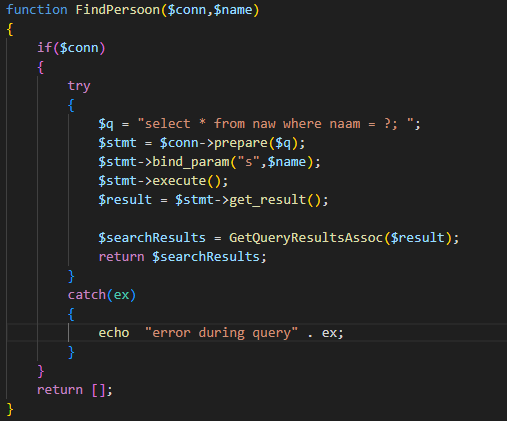 function FindPersoon($conn,$name)
{
    if($conn)
    {
        try
        {
            $q = "select * from naw where naam = ?; ";
            $stmt = $conn->prepare($q);
            $stmt->bind_param("s",$name);
            $stmt->execute();
            $result = $stmt->get_result();

            $searchResults = GetQueryResultsAssoc($result);
            return $searchResults;
        }
        catch(ex)
        {
            echo  "error during query" . ex;
        }
    }
    return [];
}